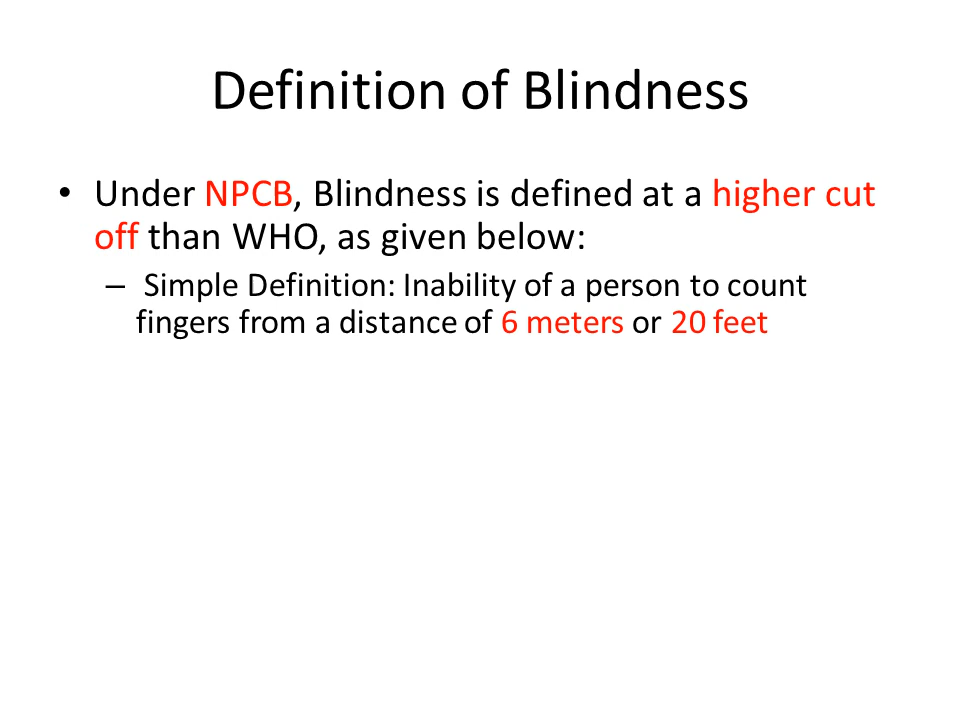 Definition of Blindness
• Under NPCB, Blindness is defined at a higher cut
off than WHO, as given below:
– Simple Definition: Inability of a person to count
fingers from a distance of 6 meters or 20 feet